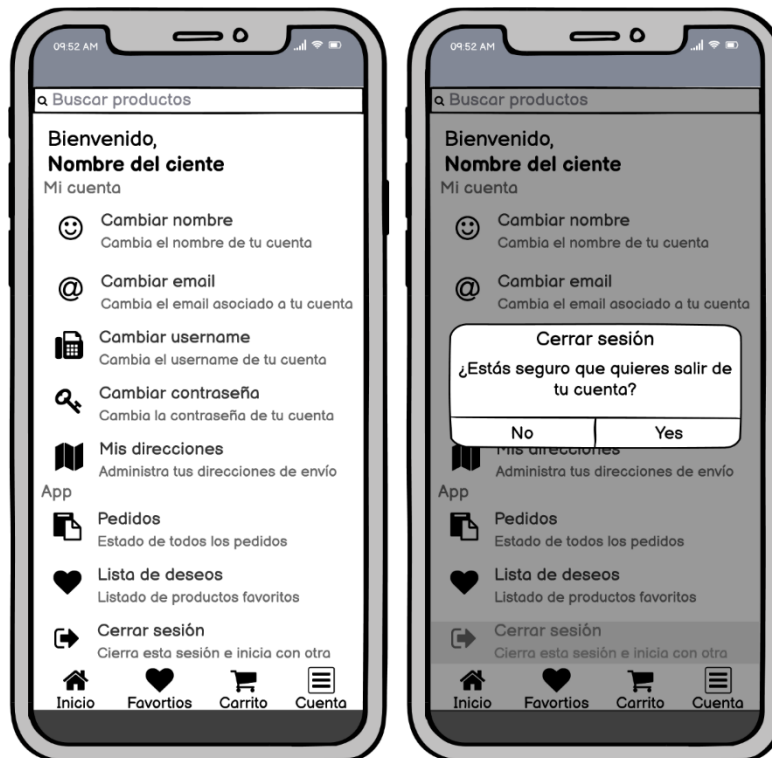 09:52 AM
Buscar productos
Bienvenido,
Nombre del ciente
Mi cuenta
Cambiar nombre
Cambia el nombre de tu cuenta
@
Cambiar email
Cambia el email asociado a tu cuenta
Cambiar username
Cambia el username de tu cuenta
Cambiar contraseña
Cambia la contraseña de tu cuenta
Mis direcciones
Administra tus direcciones de envío
App
Pedidos
Estado de todos los pedidos
Lista de deseos
Listado de productos favoritos
Cerrar sesión
Cierra esta sesión e inicia con otra
Inicio Favortios Carrito Cuenta
09:52 AM
Buscar productos
Bienvenido,
Nombre del ciente
Mi cuenta
Cambiar nombre
Cambia el nombre de tu cuenta
@
Cambiar email
Cambia el email asociado a tu cuenta
Cerrar sesión
¿Estás seguro que quieres salir de
tu cuenta?
No Yes
Mis direcciones
Administra tus direcciones de envío
App
Pedidos
Estado de todos los pedidos
Lista de deseos
Listado de productos favoritos
Cerrar sesión
Cierra esta sesión e inicia con otra
Inicio Favortios Carrito Cuenta